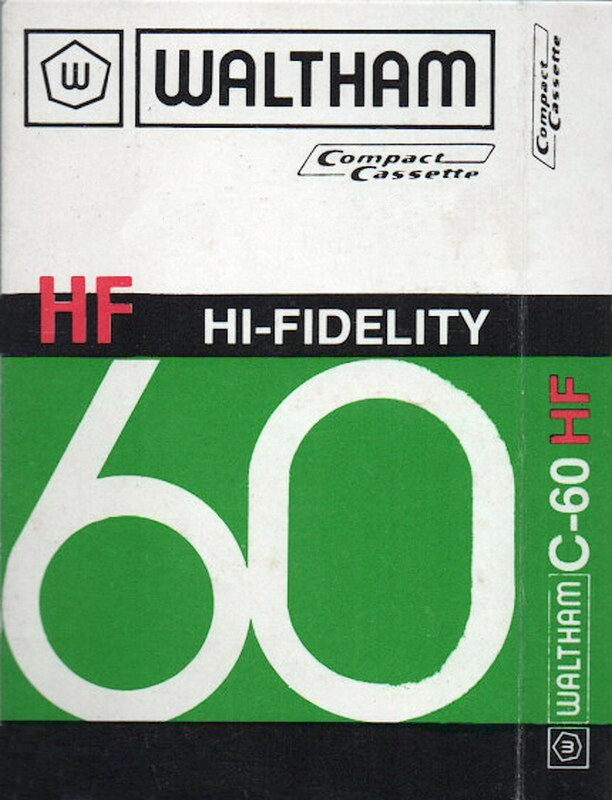 W WALTHAM
Compact
Cassette
HF HI-FIDELITY
60
Compact
Cassette
W WALTHAM C-60 HF